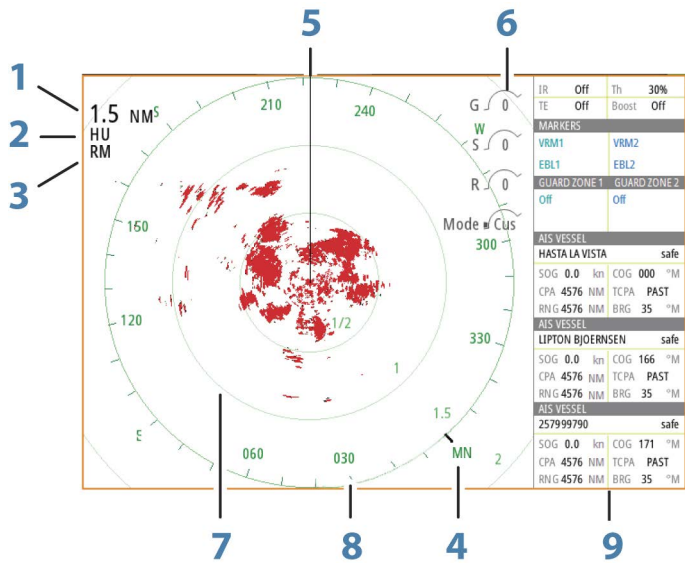 5
6
1
2
3
1.5 NM
HU
RM
S
210
240
W
300
330
MN
030
060
E
120
150
1/2
1
1.5
2
G 0
S 0
R 0
Mode Cus
IR Off Th 30%
TE Off Boost Off
MARKERS
VRM1 VRM2
EBL1 EBL2
GUARD ZONE 1 GUARD ZONE 2
Off Off
AIS VESSEL
HASTA LA VISTA safe
SOG 0.0 kn COG 000 °M
CPA 4576 NM TCPA PAST
RNG 4576 NM BRG 35 °M
AIS VESSEL
LIPTON BJOERNSEN safe
SOG 0.0 kn COG 166 °M
CPA 4576 NM TCPA PAST
RNG 4576 NM BRG 35 °M
AIS VESSEL
257999790 safe
SOG 0.0 kn COG 171 °M
CPA 4576 NM TCPA PAST
RNG 4576 NM BRG 35 °M
7
8
4
9